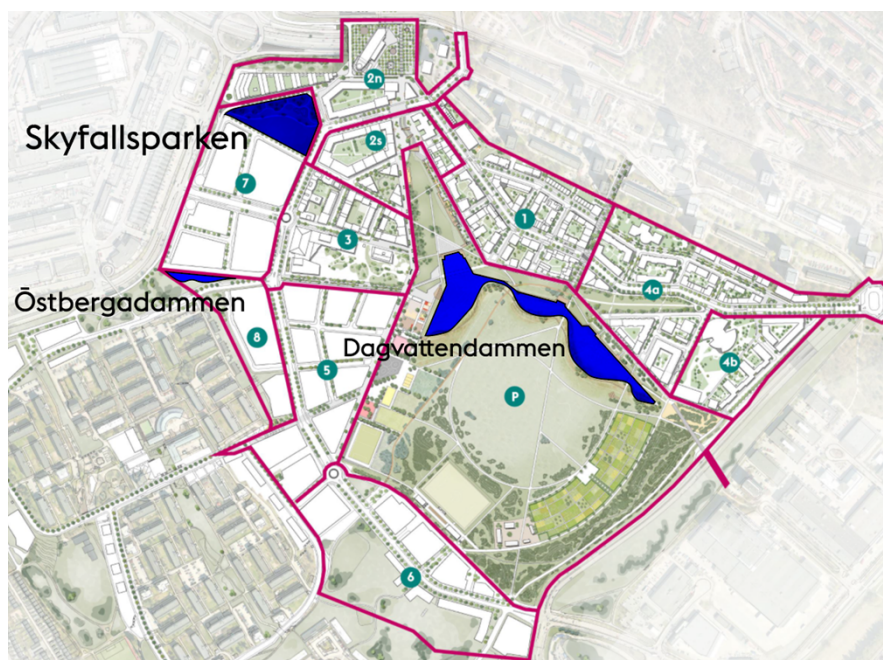 2n
Skyfallsparken
2s
7
1
3
4a
Östbergadammen
Dagvattendammen
8
4b
5
P
6